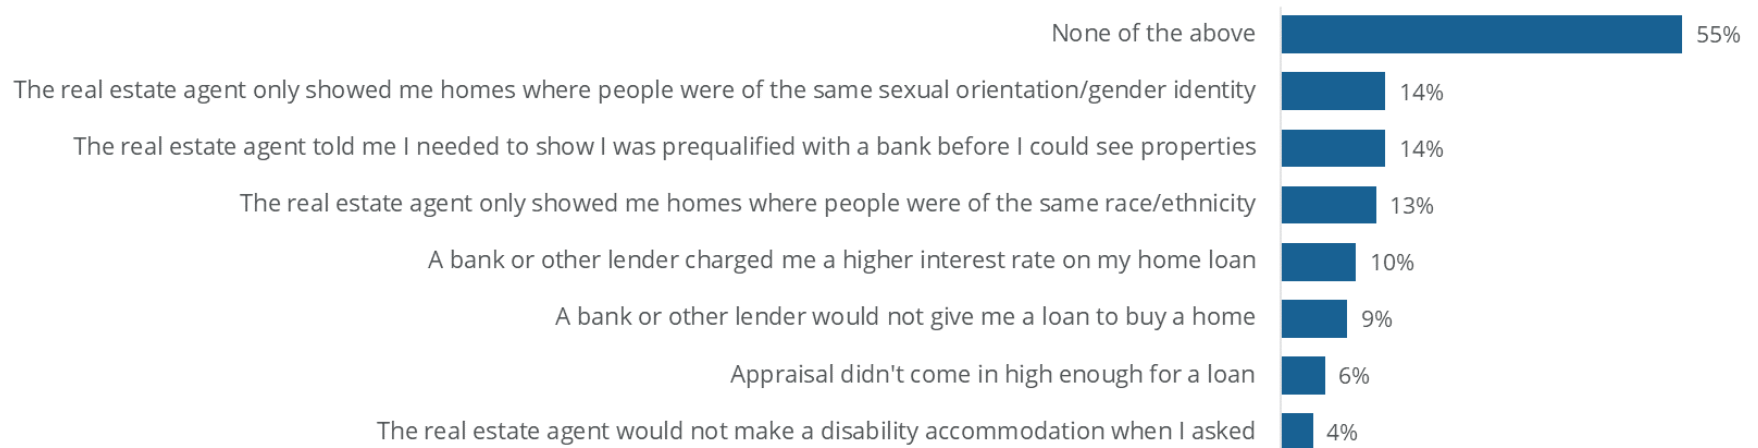 None of the above 55%
The real estate agent only showed me homes where people were of the same sexual orientation/gender identity 14%
The real estate agent told me I needed to show I was prequalified with a bank before I could see properties 14%
The real estate agent only showed me homes where people were of the same race/ethnicity 13%
A bank or other lender charged me a higher interest rate on my home loan 10%
A bank or other lender would not give me a loan to buy a home 9%
Appraisal didn't come in high enough for a loan 6%
The real estate agent would not make a disability accommodation when I asked 4%